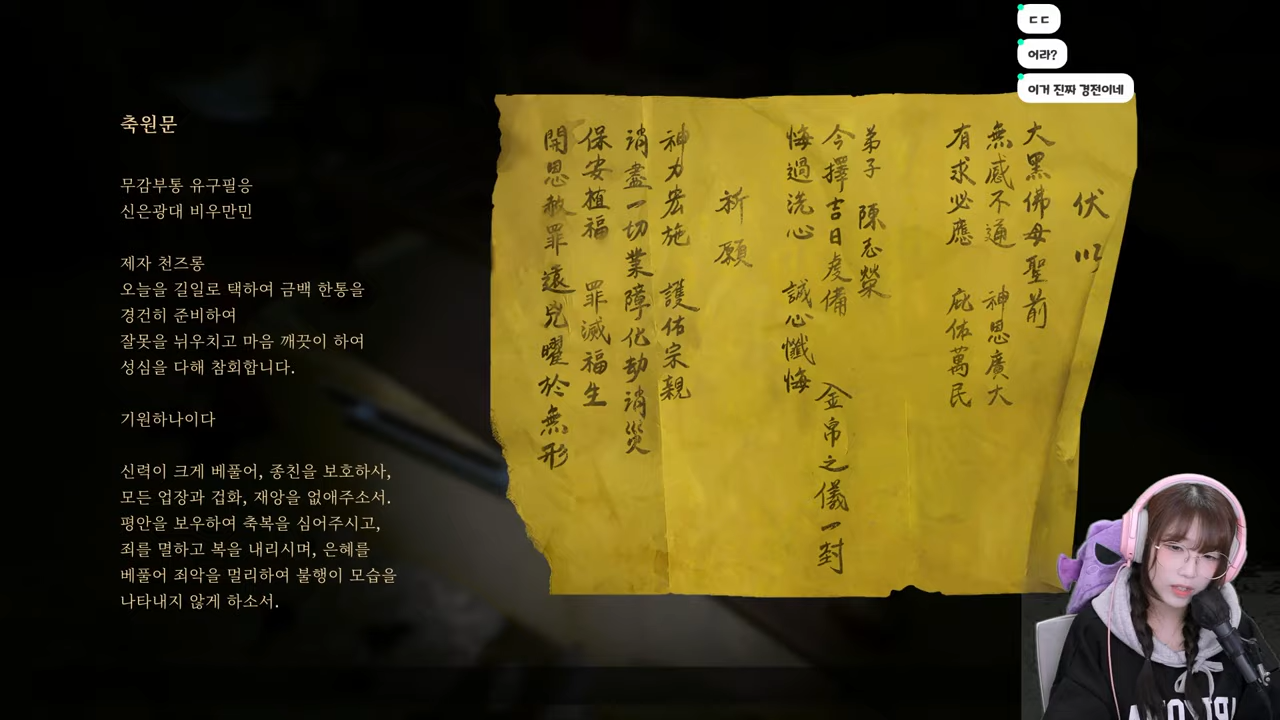 축원문
무감부통 유구필응
신은광대 비우만민
제자 천즈롱
오늘을 길일로 택하여 금백 한통을
경건히 준비하여
잘못을 뉘우치고 마음 깨끗이 하여
성심을 다해 참회합니다.
기원하나이다
신력이 크게 베풀어, 종친을 보호하사,
모든 업장과 겁화, 재앙을 없애주소서.
평안을 보우하여 축복을 심어주시고,
죄를 멸하고 복을 내리시며, 은혜를
베풀어 죄악을 멀리하여 불행이 모습을
나타내지 않게 하소서.
伏以
大黑佛母聖前
無感不通 神恩廣大
有求必應 庇佑萬民
弟子 陳志榮
今擇吉日虔備 金帛之儀一封
悔過洗心 誠心懺悔
祈願
神力宏施 護佑宗親
消盡一切業障化劫消災
保安植福 罪滅福生
開恩赦罪遠兇曜於無形
ㄷㄷ
어라?
이거 진짜 경전이네